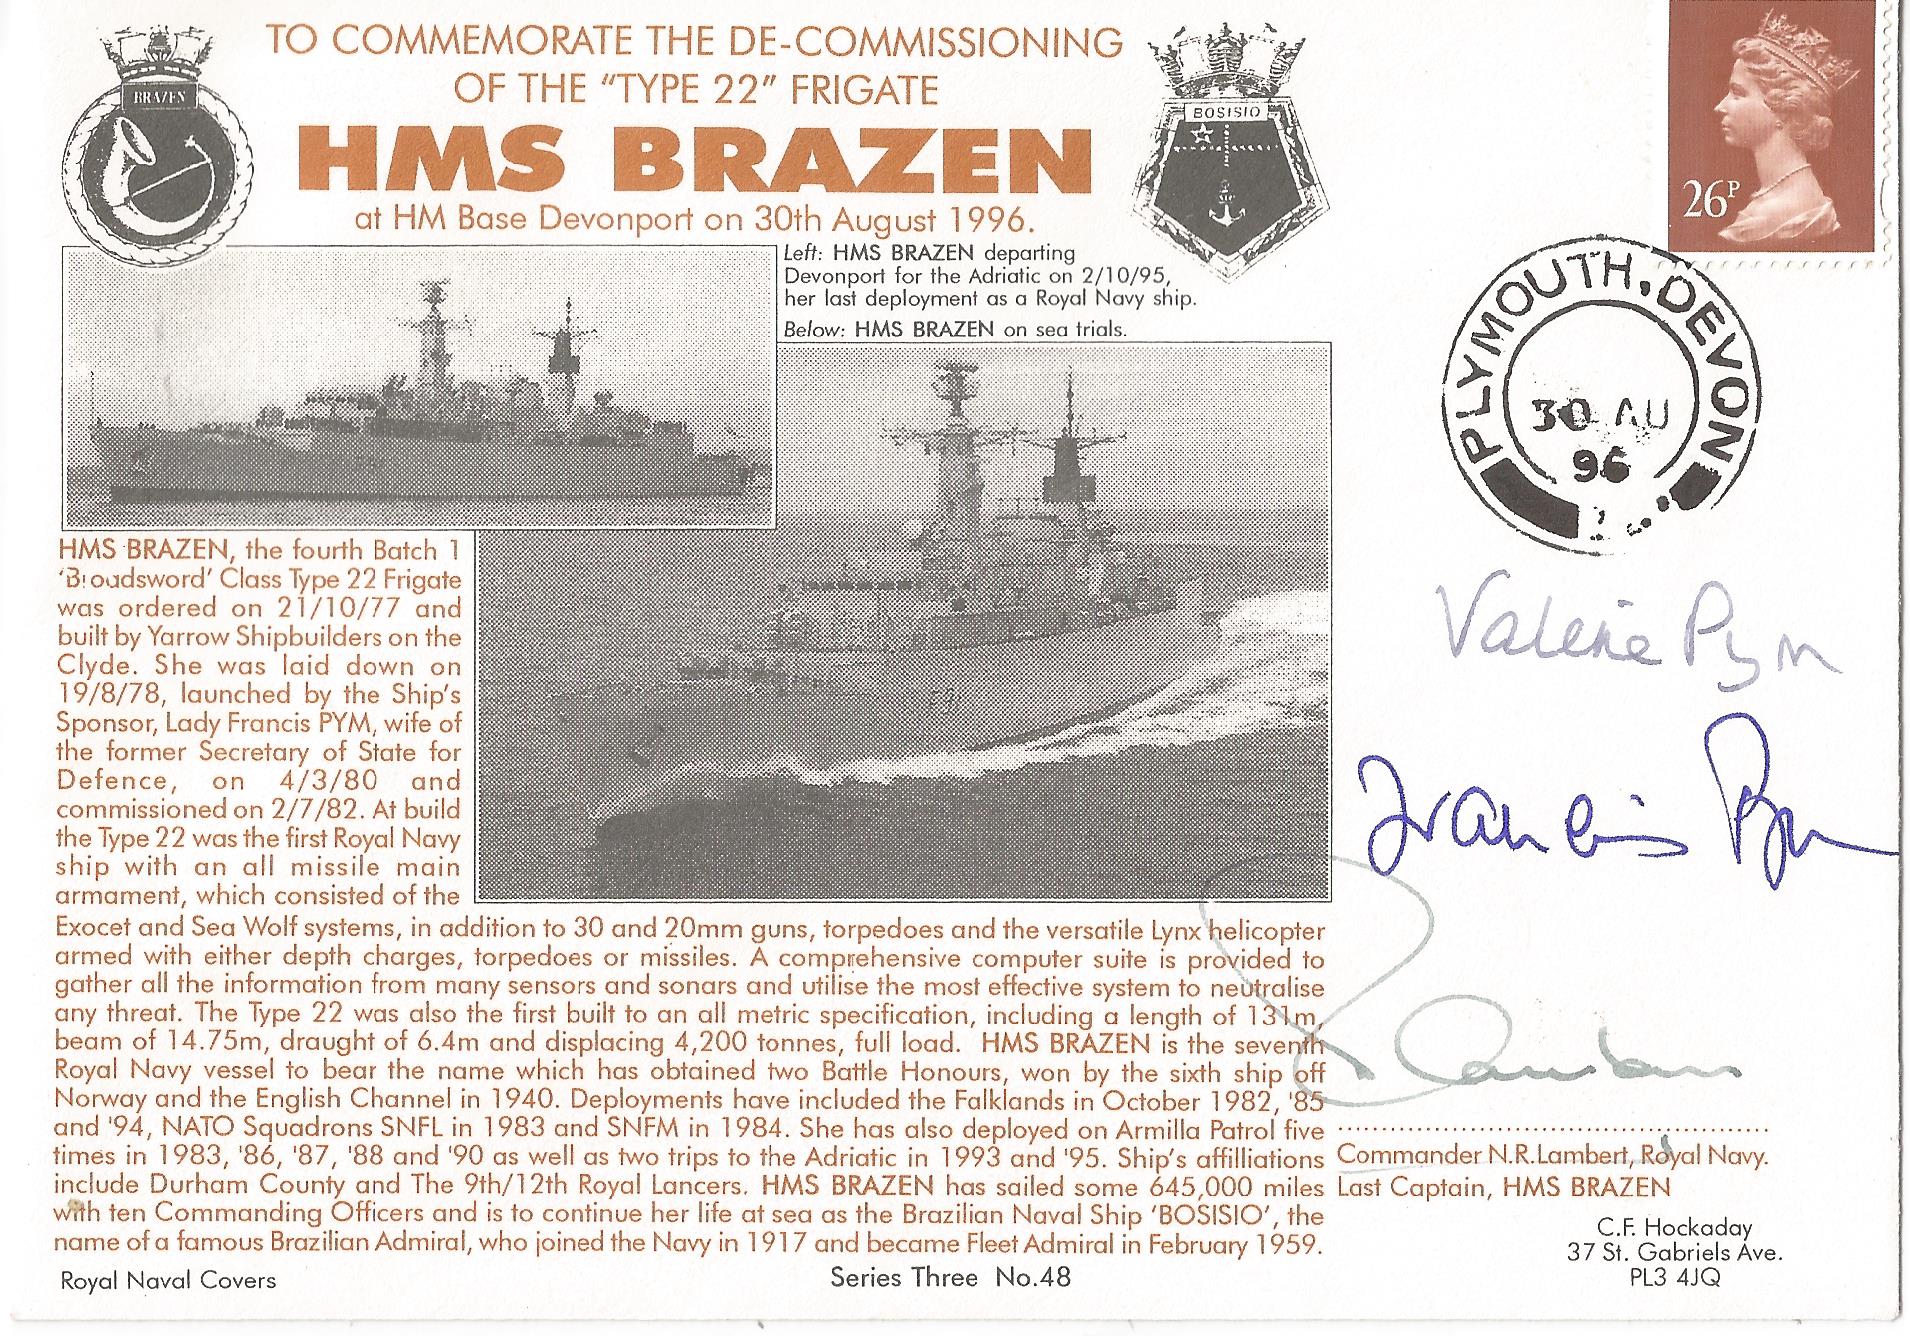 TO COMMEMORATE THE DE-COMMISSIONING
OF THE "TYPE 22" FRIGATE
HMS BRAZEN
at HM Base Devonport on 30th August 1996.
BRAZEN
BOSISIO
26P
PLYMOUTH, DEVON
30 AU
96
Left: HMS BRAZEN departing
Devonport for the Adriatic on 2/10/95,
her last deployment as a Royal Navy ship.
Below: HMS BRAZEN on sea trials.
HMS BRAZEN, the fourth Batch 1
'Broadsword' Class Type 22 Frigate
was ordered on 21/10/77 and
built by Yarrow Shipbuilders on the
Clyde. She was laid down on
19/8/78, launched by the Ship's
Sponsor, Lady Francis PYM, wife of
the former Secretary of State for
Defence, on 4/3/80 and
commissioned on 2/7/82. At build
the Type 22 was the first Royal Navy
ship with an all missile main
armament, which consisted of the
Exocet and Sea Wolf systems, in addition to 30 and 20mm guns, torpedoes and the versatile Lynx helicopter
armed with either depth charges, torpedoes or missiles. A comprehensive computer suite is provided to
gather all the information from many sensors and sonars and utilise the most effective system to neutralise
any threat. The Type 22 was also the first built to an all metric specification, including a length of 131m,
beam of 14.75m, draught of 6.4m and displacing 4,200 tonnes, full load. HMS BRAZEN is the seventh
Royal Navy vessel to bear the name which has obtained two Battle Honours, won by the sixth ship off
Norway and the English Channel in 1940. Deployments have included the Falklands in October 1982, '85
and '94, NATO Squadrons SNFL in 1983 and SNFM in 1984. She has also deployed on Armilla Patrol five
times in 1983, '86, '87, '88 and '90 as well as two trips to the Adriatic in 1993 and '95. Ship's affilliations
include Durham County and The 9th/12th Royal Lancers. HMS BRAZEN has sailed some 645,000 miles
with ten Commanding Officers and is to continue her life at sea as the Brazilian Naval Ship 'BOSISIO', the
name of a famous Brazilian Admiral, who joined the Navy in 1917 and became Fleet Admiral in February 1959.
Valerie Pym
Francis Pym
Commander N.R.Lambert, Royal Navy.
Last Captain, HMS BRAZEN
C.F. Hockaday
37 St. Gabriels Ave.
PL3 4JQ
Royal Naval Covers
Series Three No.48